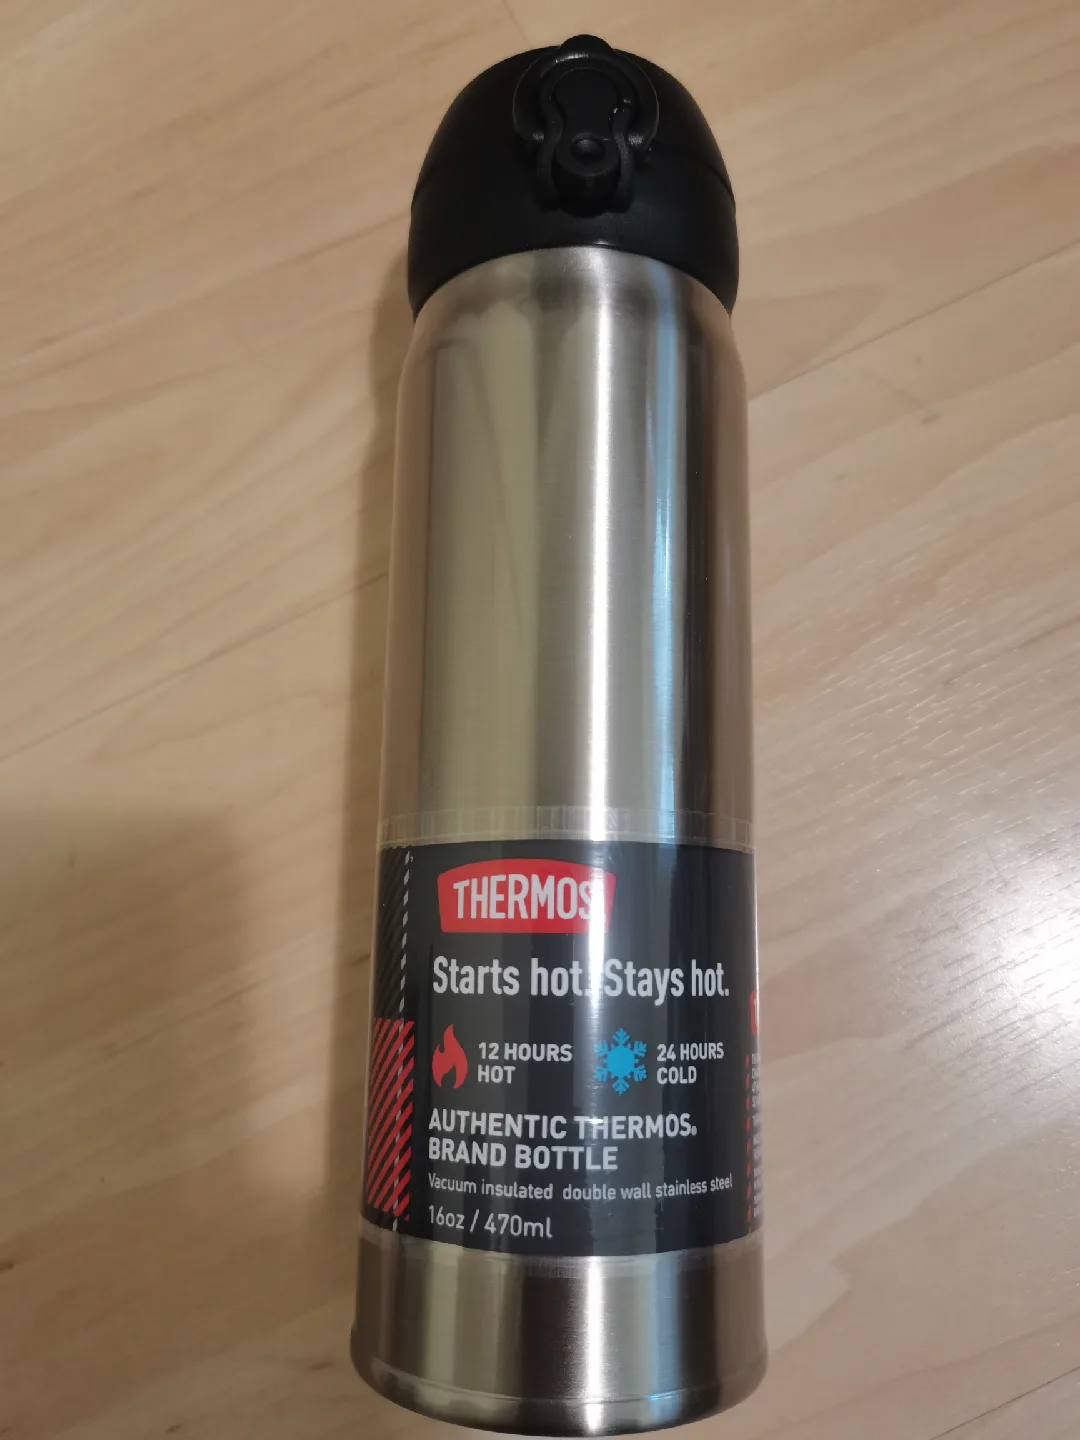 THERMOS
Starts hot. Stays hot.
12 HOURS
HOT
24 HOURS
COLD
AUTHENTIC THERMOS®
BRAND BOTTLE
Vacuum insulated double wall stainless steel
16oz / 470ml